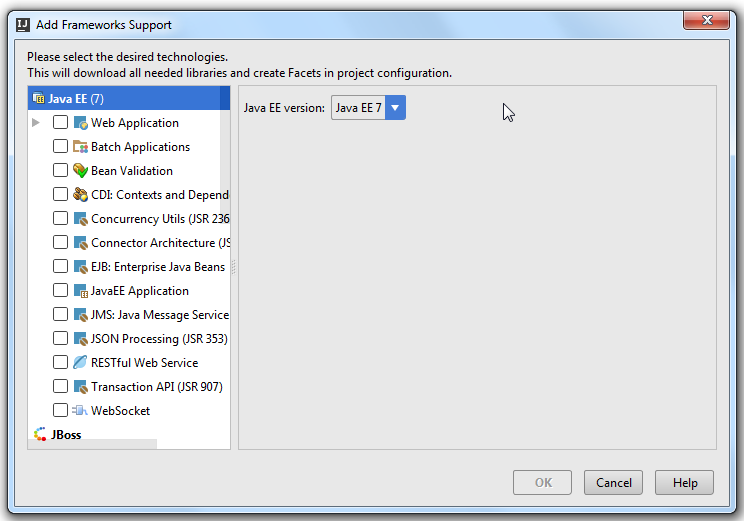 IJ
Add Frameworks Support
Please select the desired technologies.
This will download all needed libraries and create Facets in project configuration.
Java EE (7)
Java EE version: Java EE 7
Web Application
Batch Applications
Bean Validation
CDI: Contexts and Depend
Concurrency Utils (JSR 236
Connector Architecture (JS
EJB: Enterprise Java Beans
JavaEE Application
JMS: Java Message Service
JSON Processing (JSR 353)
RESTful Web Service
Transaction API (JSR 907)
WebSocket
JBoss
OK Cancel Help